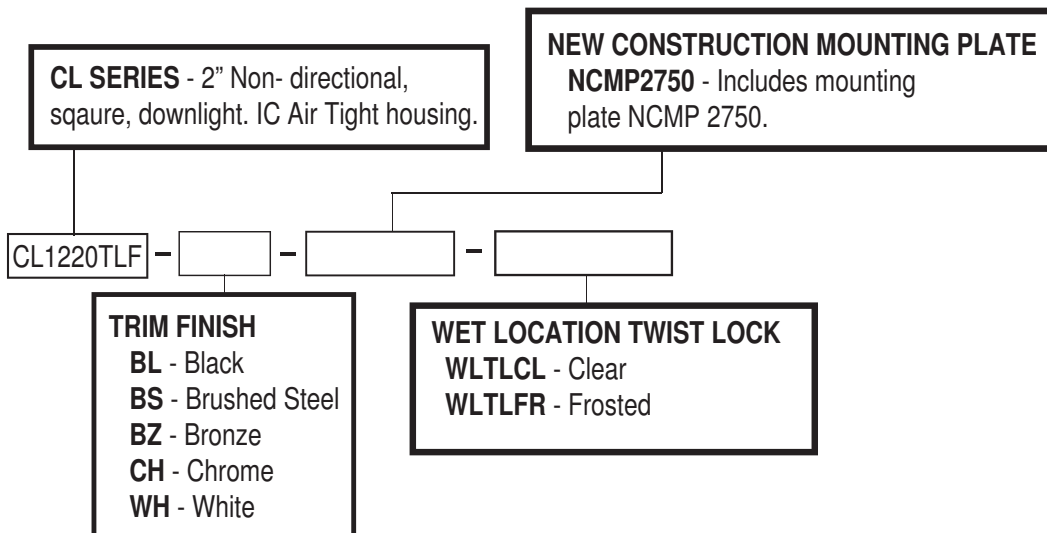 CL SERIES - 2” Non- directional,
sqaure, downlight. IC Air Tight housing.
NEW CONSTRUCTION MOUNTING PLATE
NCMP2750 - Includes mounting
plate NCMP 2750.
CL1220TLF - - -
TRIM FINISH
BL - Black
BS - Brushed Steel
BZ - Bronze
CH - Chrome
WH - White
WET LOCATION TWIST LOCK
WLTLCL - Clear
WLTLFR - Frosted